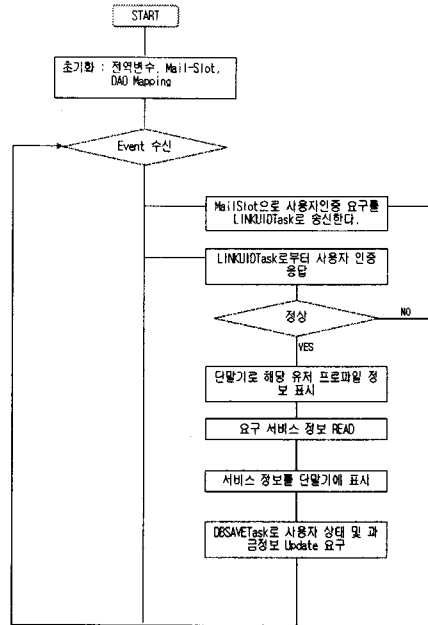 START
초기화 : 전역변수, Mail-Slot,
DAO Mapping
Event 수신
MailSlot으로 사용자인증 요구를
LINKUIDTask로 송신한다.
LINKUIDTask로부터 사용자 인증
응답
정상
NO
YES
단말기로 해당 유저 프로파일 정
보 표시
요구 서비스 정보 READ
서비스 정보를 단말기에 표시
DBSAVETask로 사용자 상태 및 과
금정보 Update 요구